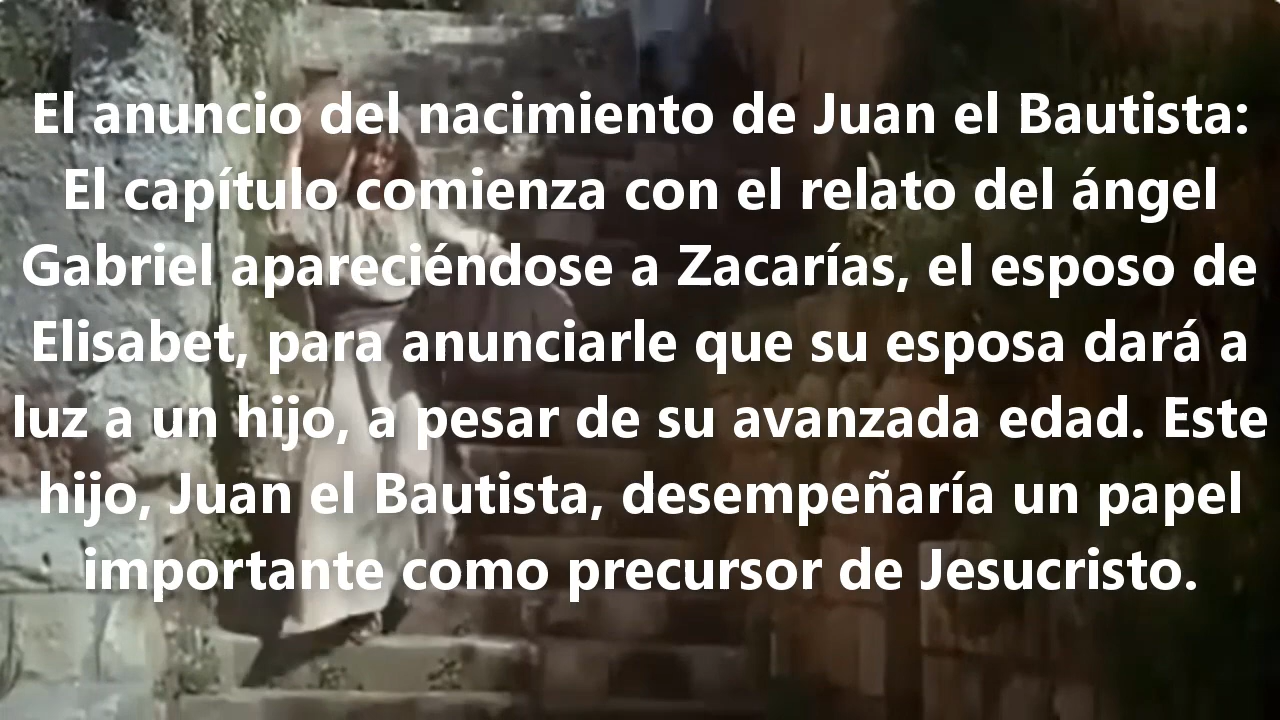 El anuncio del nacimiento de Juan el Bautista:
El capítulo comienza con el relato del ángel
Gabriel apareciéndose a Zacarías, el esposo de
Elisabet, para anunciarle que su esposa dará a
luz a un hijo, a pesar de su avanzada edad. Este
hijo, Juan el Bautista, desempeñaría un papel
importante como precursor de Jesucristo.